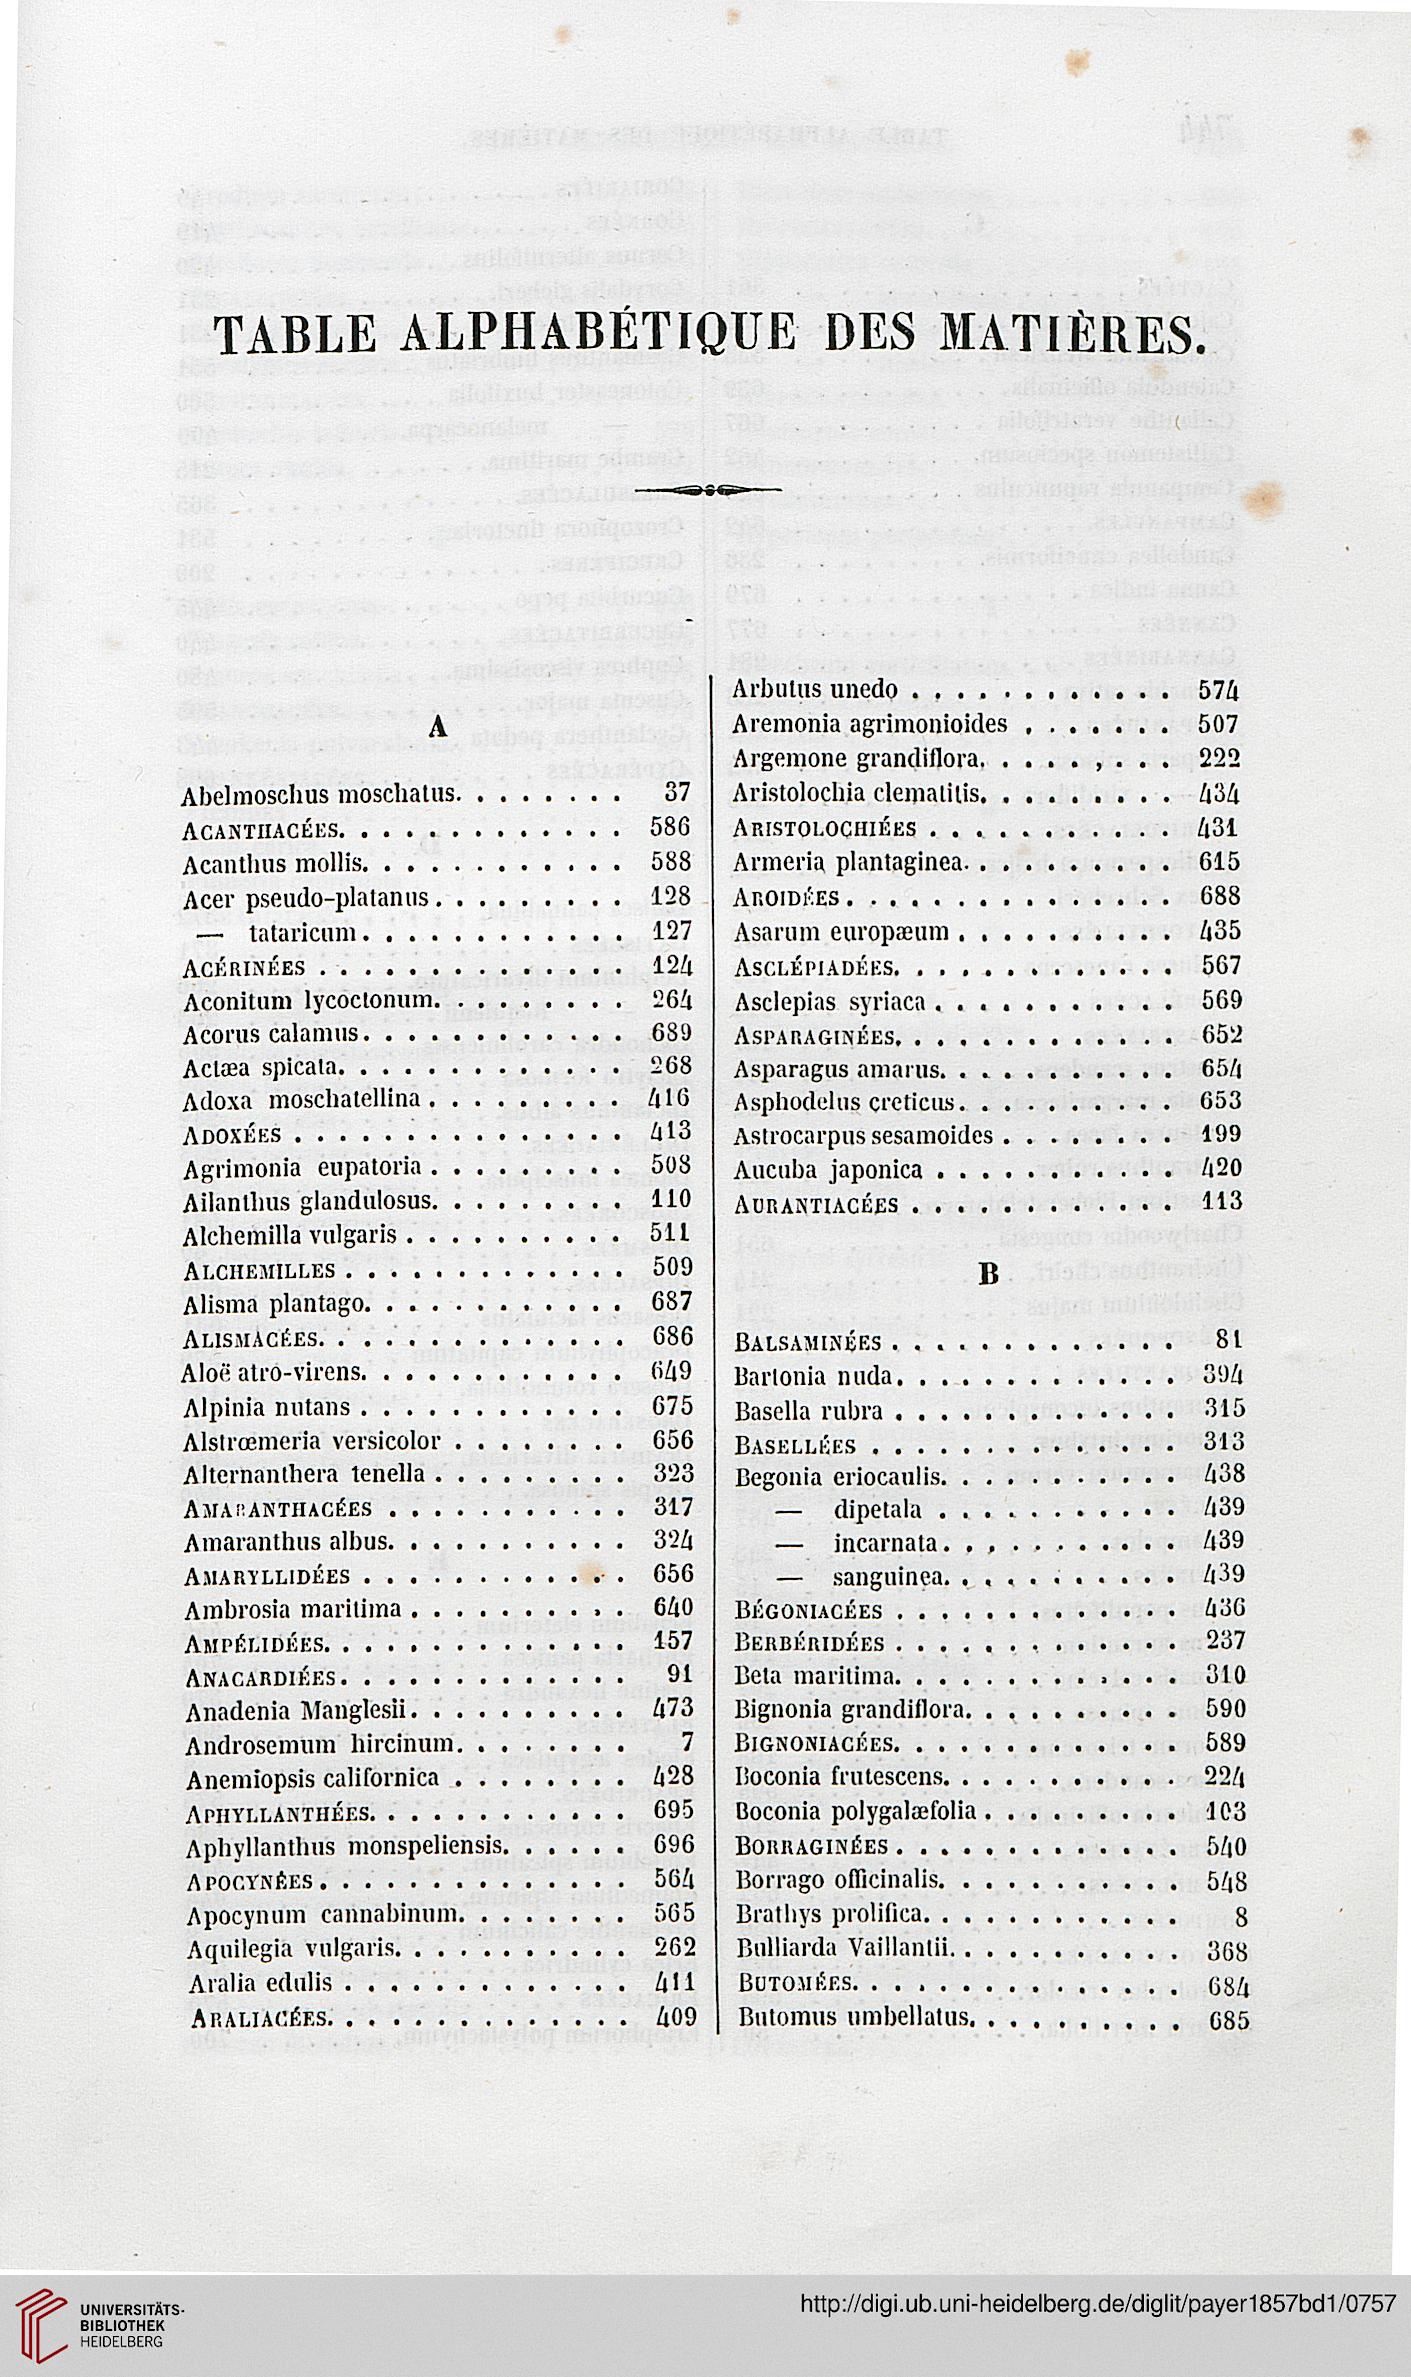 TABLE ALPHABÉTIQUE DES MATIÈRES.
A
Abelmoschus moschatus. . . . . . . . 37
ACANTHACÉES. . . . . . . . . . . . . 586
Acanthus mollis. . . . . . . . . . . . 588
Acer pseudo-platanus . . . . . . . . . 128
— tataricum . . . . . . . . . . . . 127
ACÉRINÉES . . . . . . . . . . . . . . 124
Aconitum lycoctonum. . . . . . . . . 264
Acorus calamus . . . . . . . . . . . . 689
Actæa spicata. . . . . . . . . . . . . 268
Adoxa moschatellina . . . . . . . . . 416
ADOXÉES . . . . . . . . . . . . . . . 413
Agrimonia eupatoria . . . . . . . . . 508
Ailanthus glandulosus. . . . . . . . . 110
Alchemilla vulgaris . . . . . . . . . . 511
ALCHEMILLES . . . . . . . . . . . . . 509
Alisma plantago. . . . . . . . . . . . 687
ALISMACÉES. . . . . . . . . . . . . . 686
Aloë atro-virens. . . . . . . . . . . . 649
Alpinia nutans . . . . . . . . . . . . 675
Alstrœmeria versicolor . . . . . . . . 656
Alternanthera tenella . . . . . . . . . 323
AMARANTHACÉES . . . . . . . . . . . 317
Amaranthus albus. . . . . . . . . . . 324
AMARYLLIDÉES . . . . . . . . . . . . 656
Ambrosia maritima . . . . . . . . . . 640
AMPÉLIDÉES. . . . . . . . . . . . . . 157
ANACARDIÉES . . . . . . . . . . . . . 91
Anadenia Manglesii. . . . . . . . . . 473
Androsemum hircinum. . . . . . . . 7
Anemiopsis californica . . . . . . . . 428
APHYLLANTHÉES. . . . . . . . . . . . 695
Aphyllanthus monspeliensis. . . . . . 696
APOCYNÉES . . . . . . . . . . . . . . 564
Apocynum cannabinum. . . . . . . . 565
Aquilegia vulgaris. . . . . . . . . . . 262
Aralia edulis . . . . . . . . . . . . . 411
ARALIACÉES. . . . . . . . . . . . . . 409
Arbutus unedo . . . . . . . . . . . . 574
Aremonia agrimonioides . . . . . . . 507
Argemone grandiflora. . . . . . . . . 222
Aristolochia clematitis. . . . . . . . . 434
ARISTOLOCHIÉES . . . . . . . . . . . 431
Armeria plantaginea. . . . . . . . . . 615
AROIDÉES . . . . . . . . . . . . . . . 688
Asarum europæum . . . . . . . . . . 435
ASCLÉPIADÉES. . . . . . . . . . . . . 567
Asclepias syriaca . . . . . . . . . . . 569
ASPARAGINÉES. . . . . . . . . . . . . 652
Asparagus amarus. . . . . . . . . . . 654
Asphodelus creticus. . . . . . . . . . 653
Astrocarpus sesamoides . . . . . . . . 199
Aucuba japonica . . . . . . . . . . . 420
AURANTIACÉES . . . . . . . . . . . . 113
B
BALSAMINÉES . . . . . . . . . . . . . 81
Bartonia nuda. . . . . . . . . . . . . 394
Basella rubra . . . . . . . . . . . . . 315
BASELLÉES . . . . . . . . . . . . . . 313
Begonia eriocaulis. . . . . . . . . . . 438
— dipetala . . . . . . . . . . . 439
— incarnata. . . . . . . . . . . 439
— sanguinea. . . . . . . . . . . 439
BÉGONIACÉES . . . . . . . . . . . . . 436
BERBÉRIDÉES . . . . . . . . . . . . . 237
Beta maritima. . . . . . . . . . . . . 310
Bignonia grandiflora. . . . . . . . . . 590
BIGNONIACÉES. . . . . . . . . . . . . 589
Boconia frutescens. . . . . . . . . . . 224
Boconia polygalæfolia . . . . . . . . . 103
BORRAGINÉES . . . . . . . . . . . . . 540
Borrago officinalis. . . . . . . . . . . 548
Brathys prolifica. . . . . . . . . . . . 8
Bulliarda Vaillantii. . . . . . . . . . . 368
BUTOMÉES. . . . . . . . . . . . . . . 684
Butomus umbellatus. . . . . . . . . . 685
UNIVERSITÄTS-
BIBLIOTHEK
HEIDELBERG
http://digi.ub.uni-heidelberg.de/diglit/payer1857bd1/0757